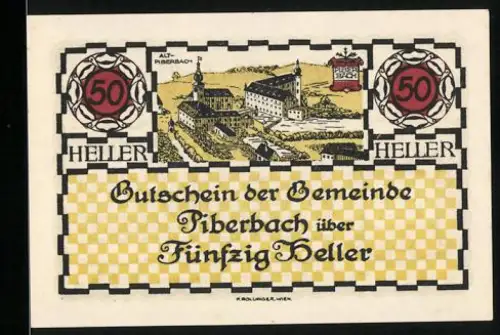 ALT-
PIBERBACH
50
50
HELLER
HELLER
Gutschein der Gemeinde
Piberbach über
Fünfzig Heller